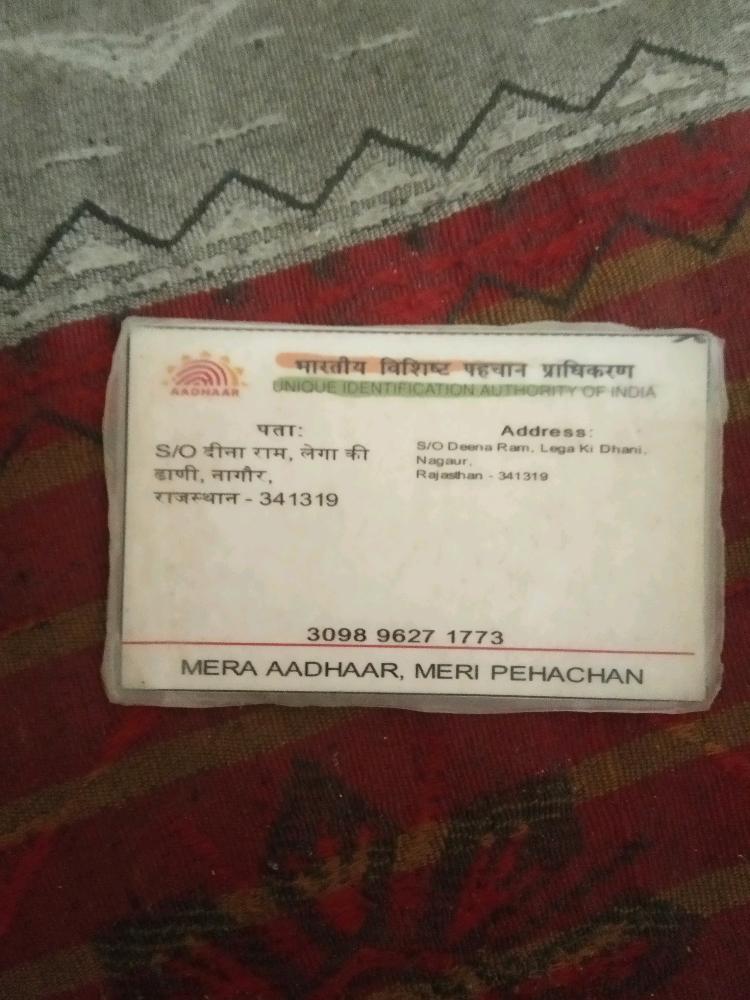 AADHAAR
भारतीय विशिष्ट पहचान प्राधिकरण
UNIQUE IDENTIFICATION AUTHORITY OF INDIA
पता:
S/O दीना राम, लेगा की
ढाणी, नागौर,
राजस्थान - 341319
Address:
S/O Deena Ram, Lega Ki Dhani,
Nagaur,
Rajasthan - 341319
3098 9627 1773
MERA AADHAAR, MERI PEHACHAN